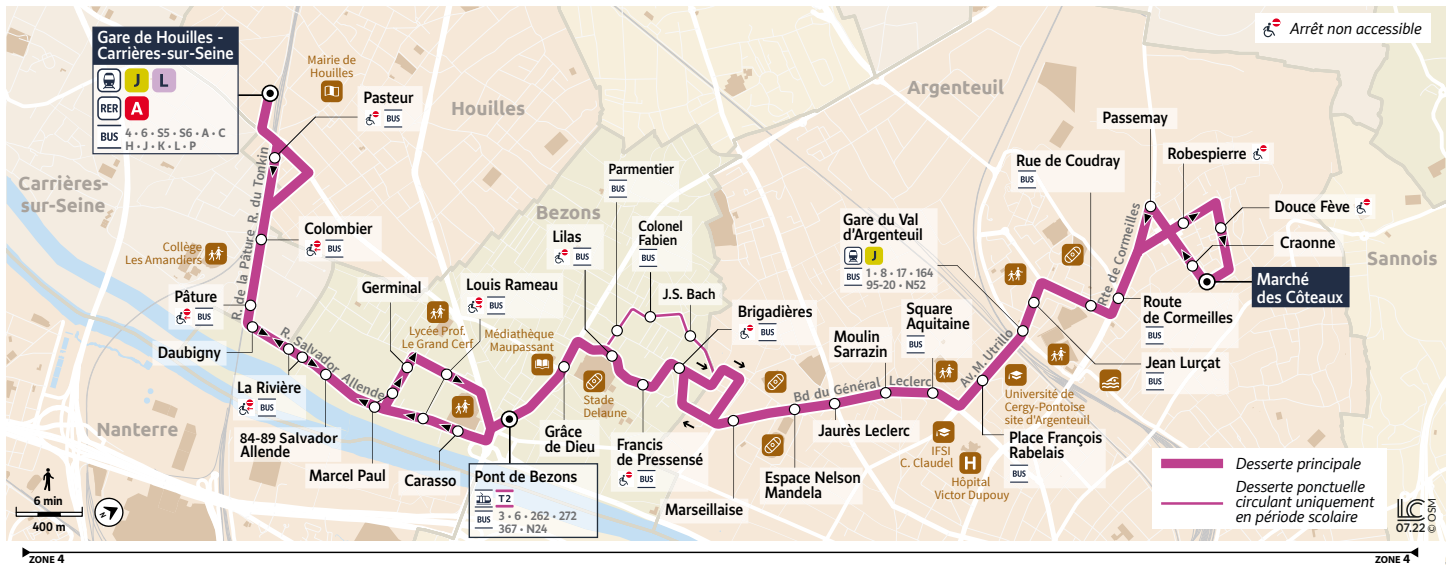 Gare de Houilles -
Carrières-sur-Seine
J L
RER A
BUS 4 • 6 • S5 • S6 • A • C
H • J • K • L • P
Mairie de
Houilles
Pasteur
BUS
Houilles
Argenteuil
Arrêt non accessible
Carrières-
sur-Seine
R. du Tonkin
R. de la Pâture
Collège
Les Amandiers
Colombier
BUS
Pâture
BUS
Daubigny
R. Salvador Allende
La Rivière
BUS
84-89 Salvador
Allende
Marcel Paul
Nanterre
Germinal
Lycée Prof.
Le Grand Cerf
Louis Rameau
BUS
Carasso
Médiathèque
Maupassant
Pont de Bezons
T2
BUS 3 • 6 • 262 • 272
367 • N24
Bezons
Grâce
de Dieu
Lilas
BUS
Stade
Delaune
Parmentier
BUS
Colonel
Fabien
BUS
J.S. Bach
Francis
de Pressensé
BUS
Brigadières
BUS
Marseillaise
Espace Nelson
Mandela
Bd du Général Leclerc
Jaurès Leclerc
Moulin
Sarrazin
Square
Aquitaine
BUS
IFSI
C. Claudel
H
Hôpital
Victor Dupouy
Av. M. Utrillo
Place François
Rabelais
BUS
Université de
Cergy-Pontoise
site d'Argenteuil
Gare du Val
d'Argenteuil
J
BUS 1 • 8 • 17 • 164
95-20 • N52
Jean Lurçat
BUS
Rue de Coudray
BUS
Route
de Cormeilles
BUS
Rte de Cormeilles
Passemay
Robespierre
Douce Fève
Craonne
Marché
des Côteaux
Sannois
Desserte principale
Desserte ponctuelle
circulant uniquement
en période scolaire
6 min
400 m
LC
07.22 © OSM
ZONE 4
ZONE 4